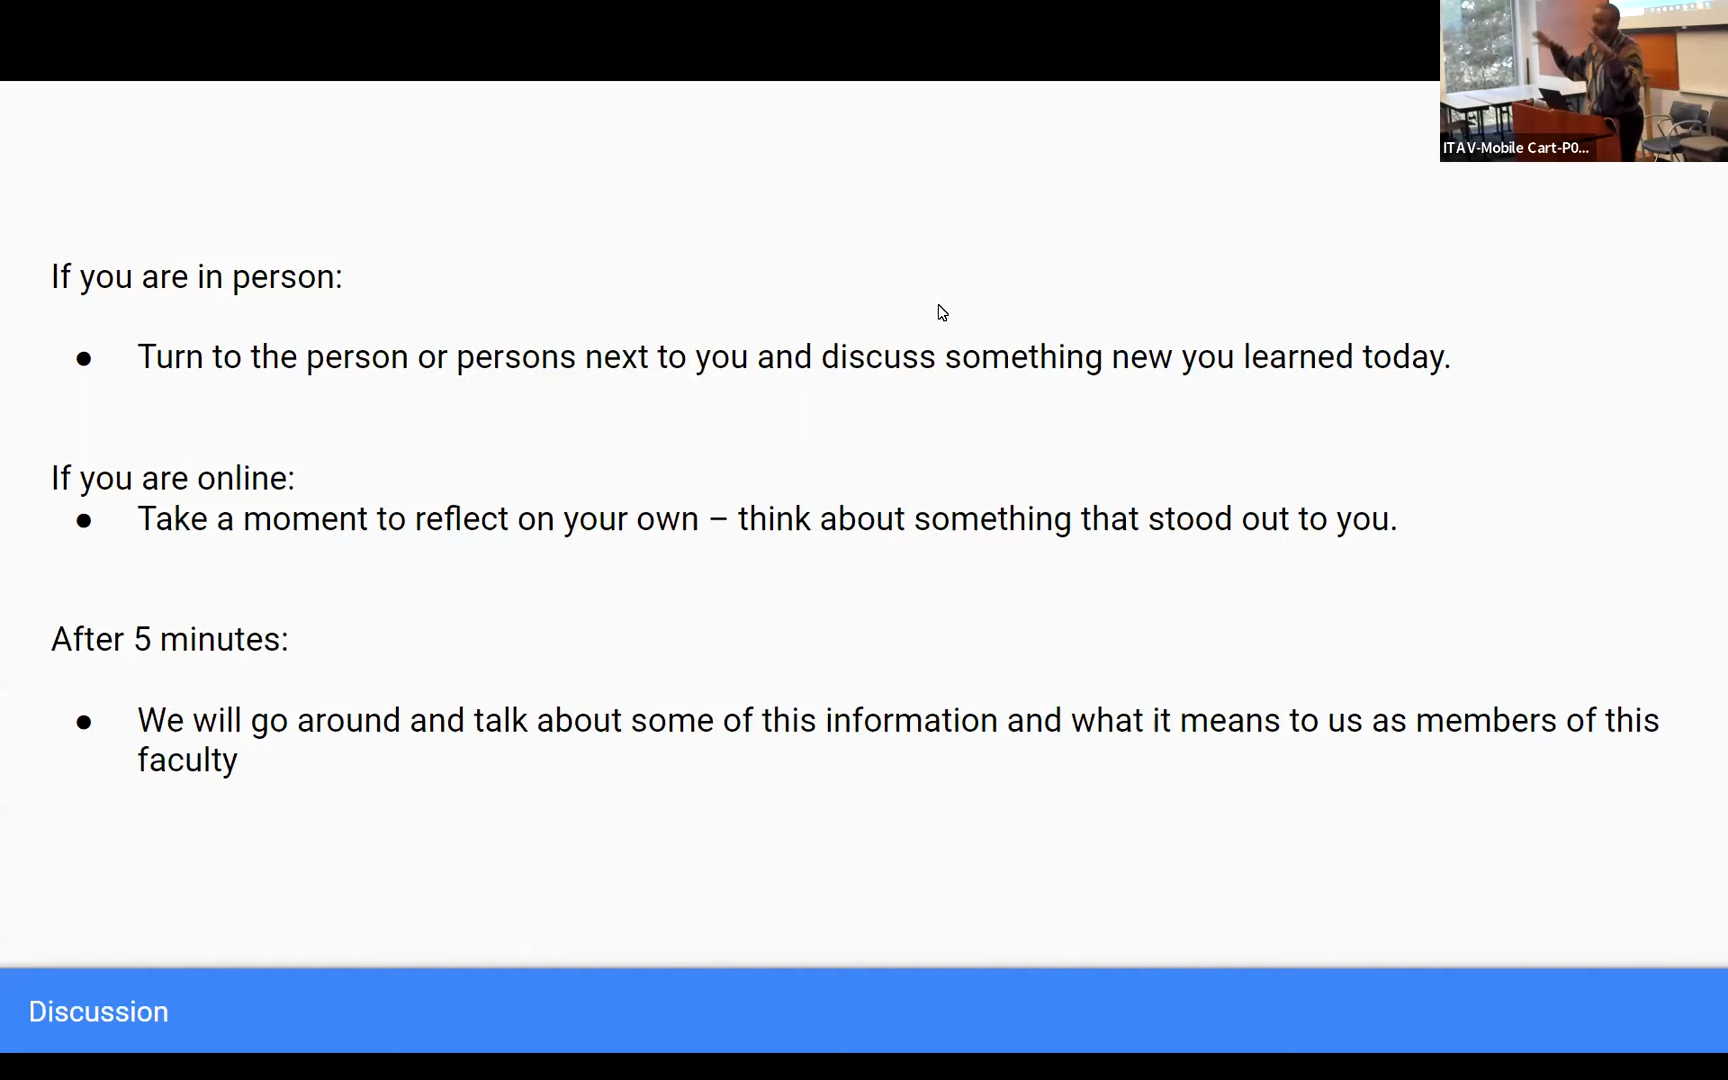 ITAV-Mobile Cart-P0...
If you are in person:
● Turn to the person or persons next to you and discuss something new you learned today.
If you are online:
● Take a moment to reflect on your own – think about something that stood out to you.
After 5 minutes:
● We will go around and talk about some of this information and what it means to us as members of this
faculty
Discussion